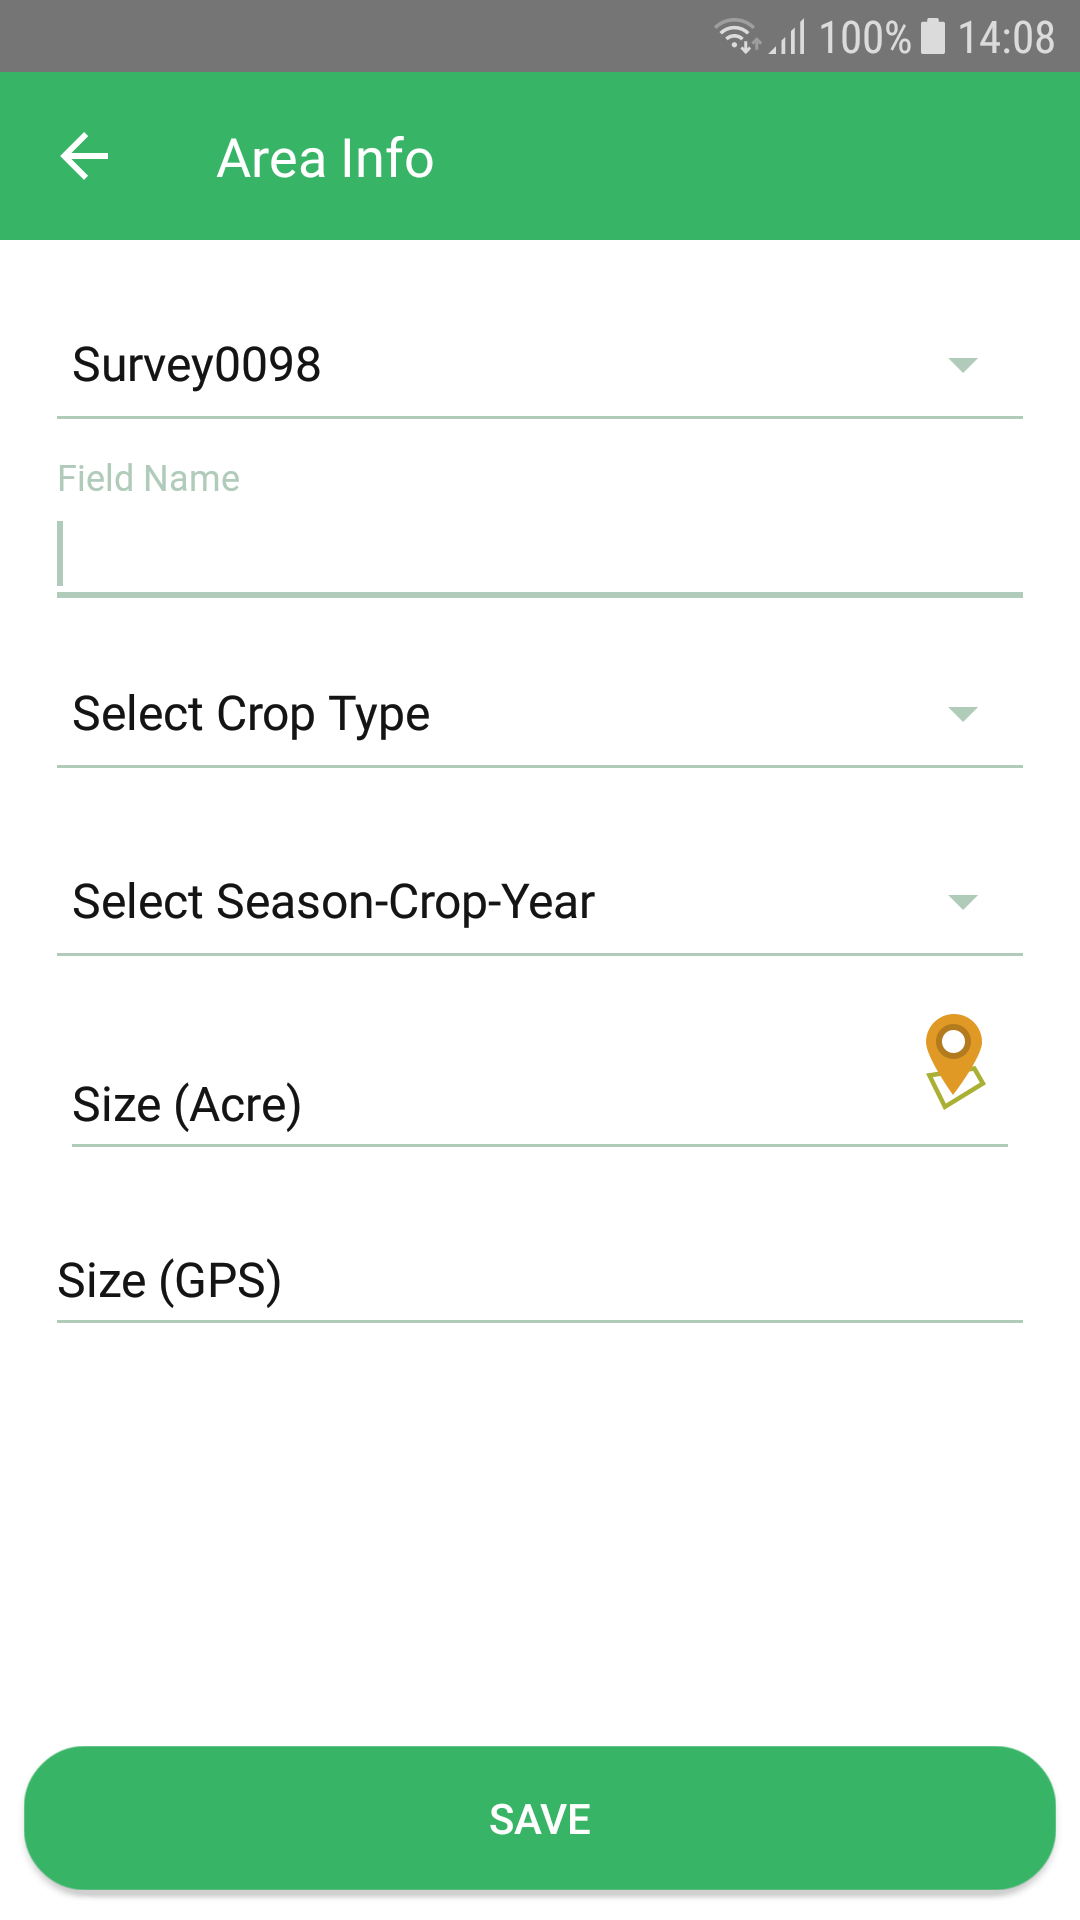 100% 14:08
Area Info
Survey0098
Field Name
Select Crop Type
Select Season-Crop-Year
Size (Acre)
Size (GPS)
SAVE